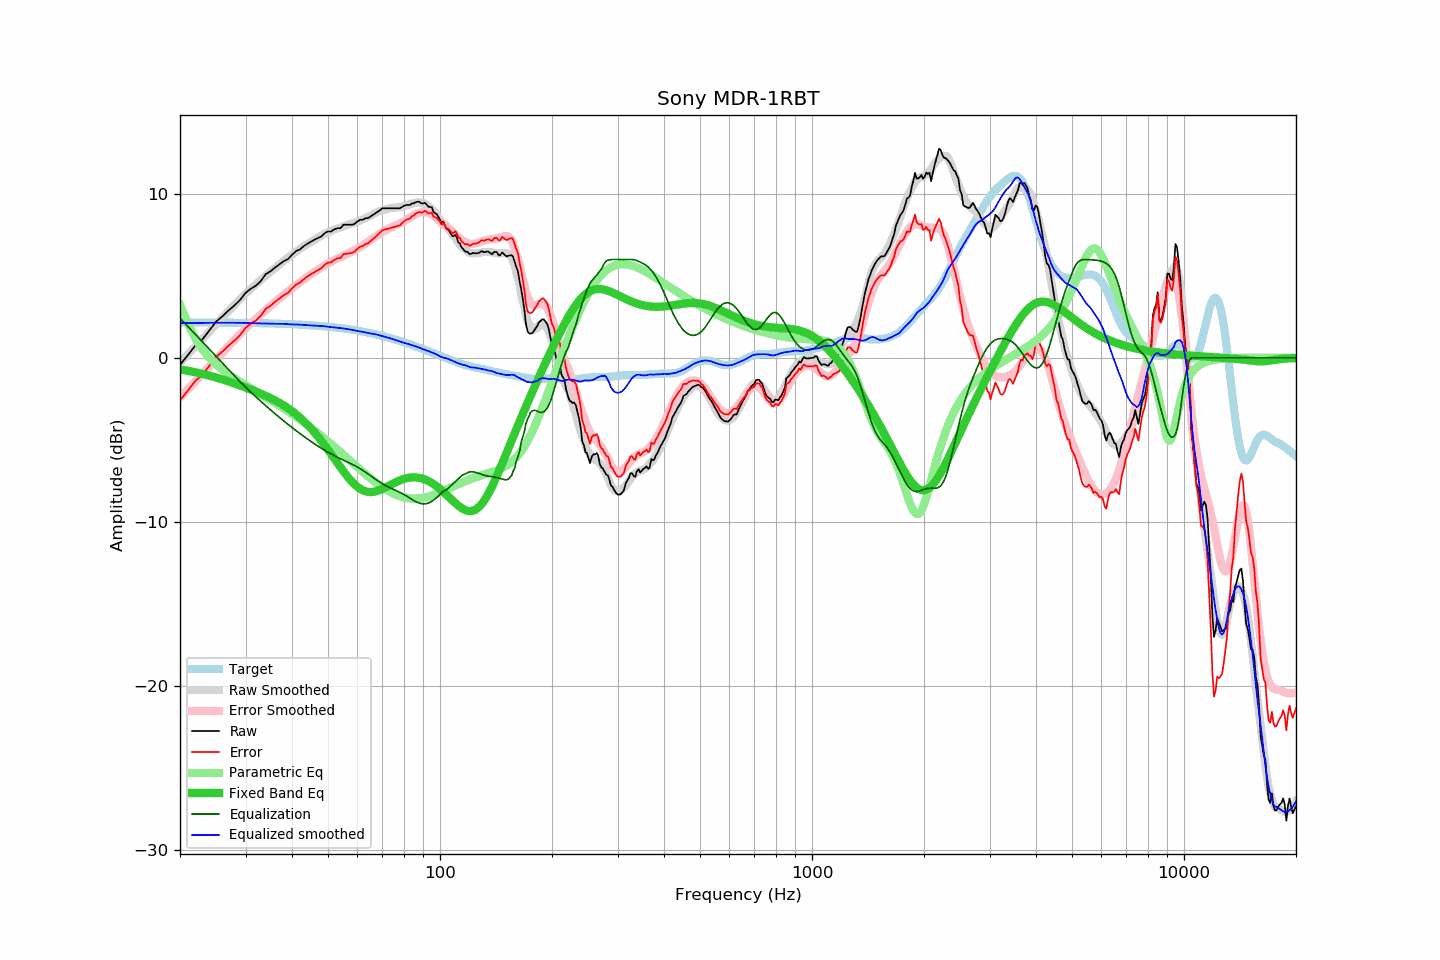 Sony MDR-1RBT
Amplitude (dBr)
10
0
−10
−20
−30
Target
Raw Smoothed
Error Smoothed
Raw
Error
Parametric Eq
Fixed Band Eq
Equalization
Equalized smoothed
100
1000
10000
Frequency (Hz)